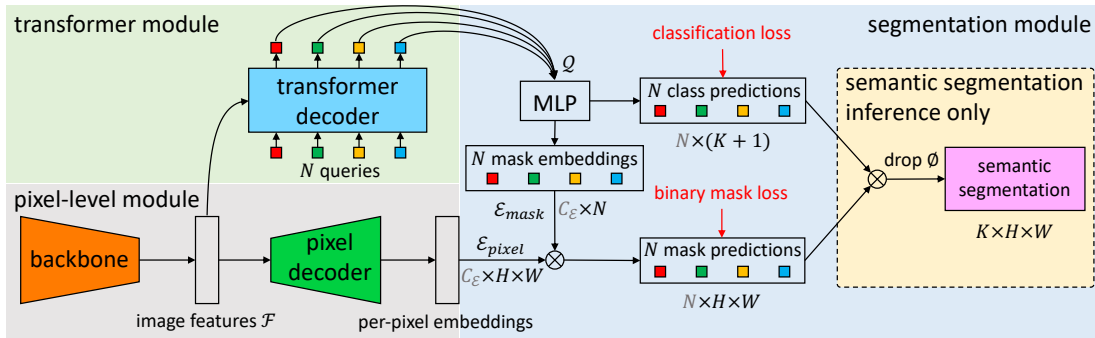 transformer module
transformer
decoder
N queries
pixel-level module
backbone
image features ℱ
pixel
decoder
per-pixel embeddings
segmentation module
𝒬
MLP
N mask embeddings
ℰ_mask
C_ℰ×N
ℰ_pixel
C_ℰ×H×W
classification loss
N class predictions
N×(K + 1)
binary mask loss
N mask predictions
N×H×W
semantic segmentation
inference only
drop ∅
semantic
segmentation
K×H×W